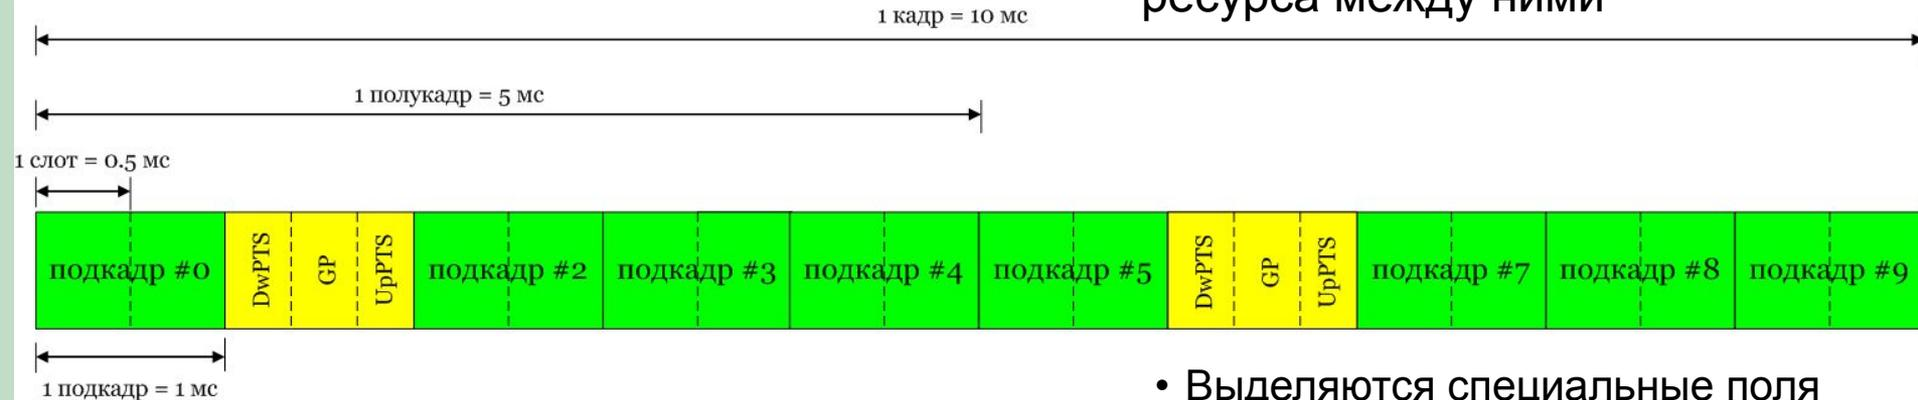 ресурса между ними
1 кадр = 10 мс
1 полукадр = 5 мс
1 слот = 0.5 мс
подкадр #0 DwPTS GP UpPTS подкадр #2 подкадр #3 подкадр #4 подкадр #5 DwPTS GP UpPTS подкадр #7 подкадр #8 подкадр #9
1 подкадр = 1 мс
• Выделяются специальные поля